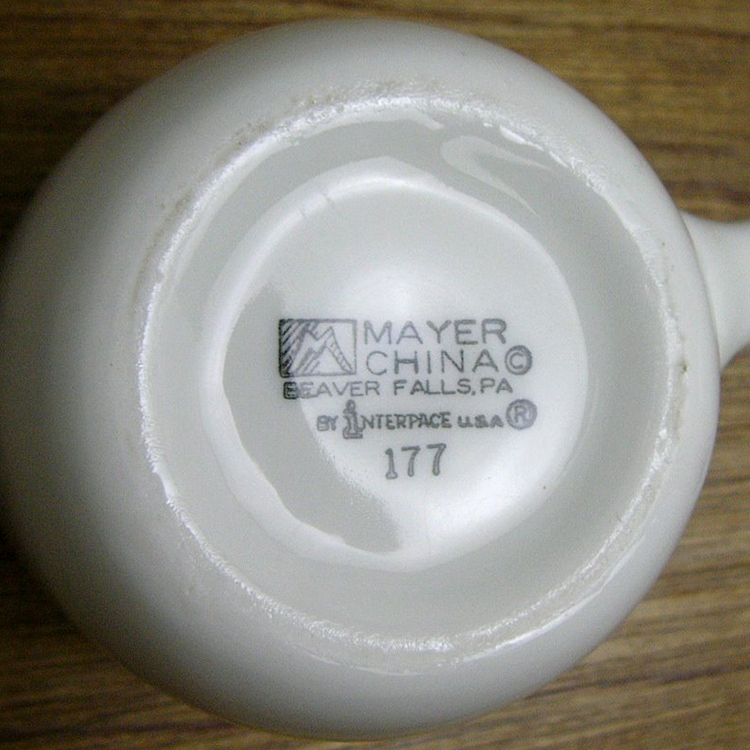 MAYER
CHINA©
BEAVER FALLS, PA
BY iNTERPACE U.S.A ®
177